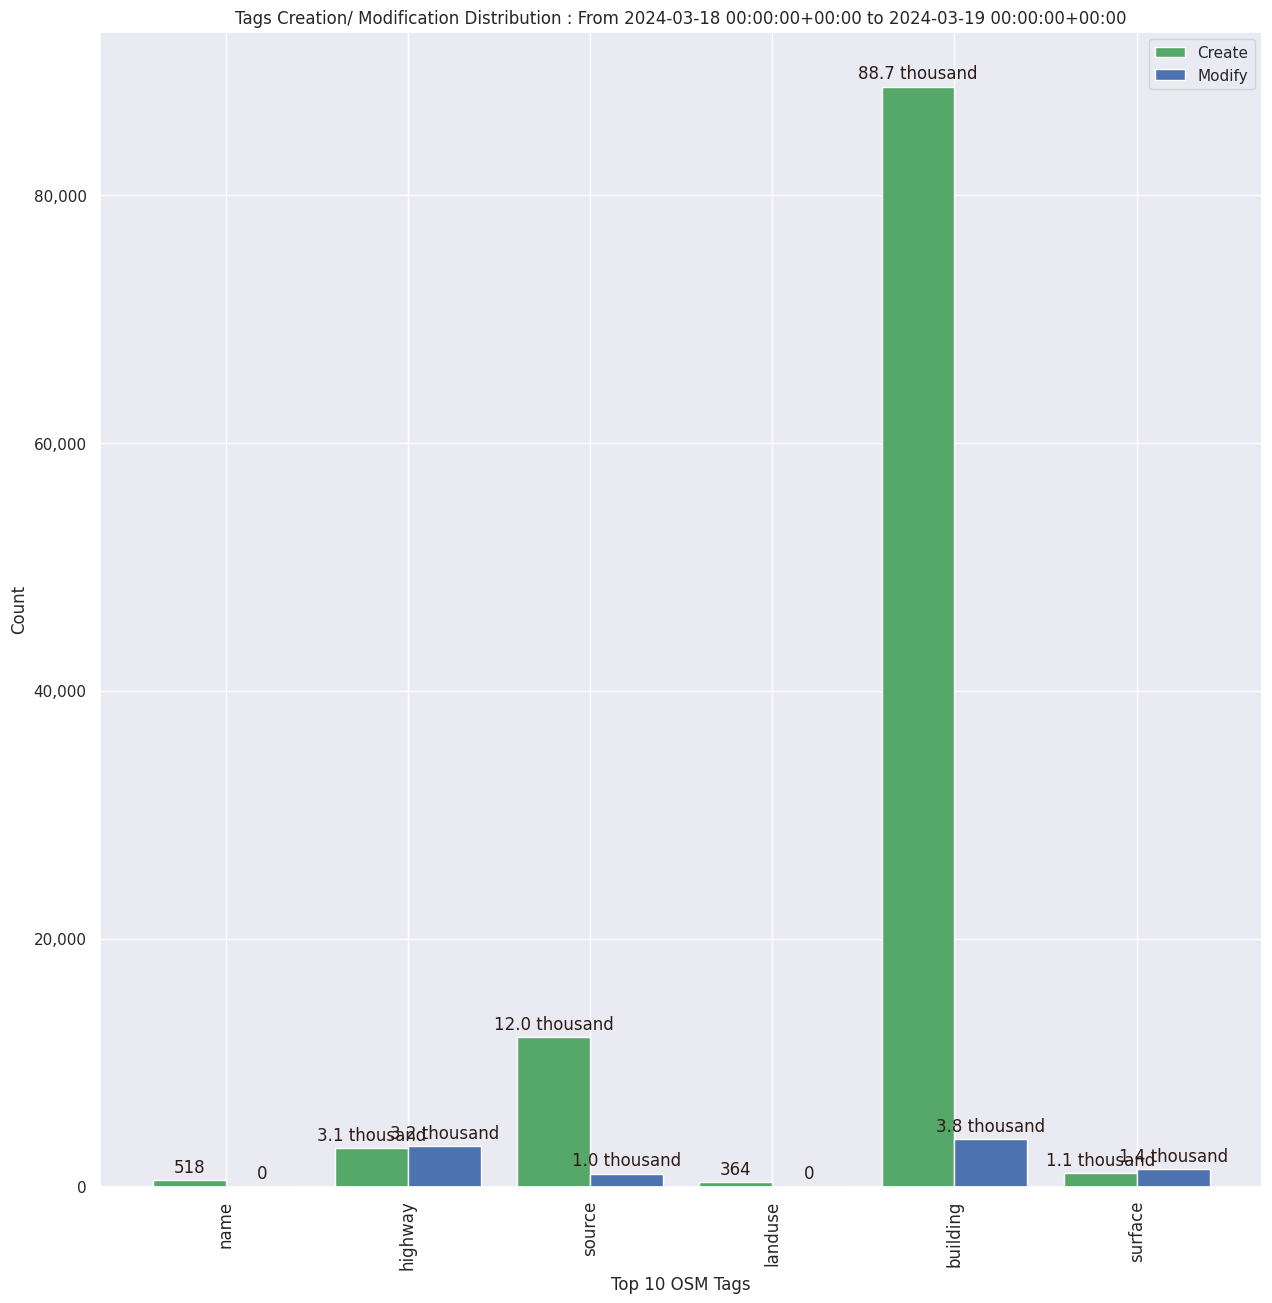 Tags Creation/ Modification Distribution : From 2024-03-18 00:00:00+00:00 to 2024-03-19 00:00:00+00:00
Create
Modify
88.7 thousand
80,000
60,000
Count
40,000
20,000
12.0 thousand
3.8 thousand
3.1 thousand
3.2 thousand
1.0 thousand
1.1 thousand
1.4 thousand
518
0
364
0
0
name
highway
source
landuse
building
surface
Top 10 OSM Tags